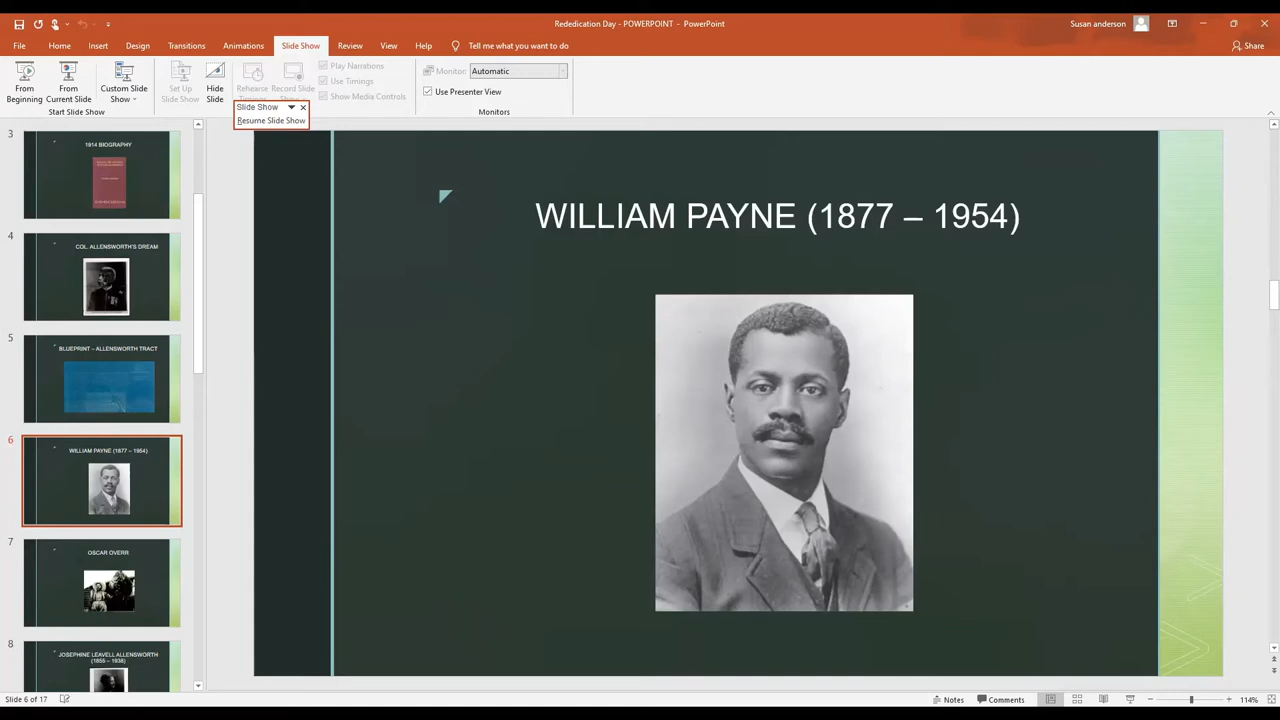 Rededication Day - POWERPOINT - PowerPoint
Susan anderson
File Home Insert Design Transitions Animations Slide Show Review View Help Tell me what you want to do
Share
From Beginning
From Current Slide
Custom Slide Show
Set Up Slide Show
Hide Slide
Rehearse
Record Slide
Play Narrations
Use Timings
Show Media Controls
Monitor: Automatic
Use Presenter View
Start Slide Show
Monitors
Slide Show
Resume Slide Show
3
1914 BIOGRAPHY
4
COL. ALLENSWORTH'S DREAM
5
BLUEPRINT – ALLENSWORTH TRACT
6
WILLIAM PAYNE (1877 – 1954)
7
OSCAR OVERR
8
JOSEPHINE LEAVELL ALLENSWORTH
(1855 – 1938)
WILLIAM PAYNE (1877 – 1954)
Slide 6 of 17
Notes
Comments
114%